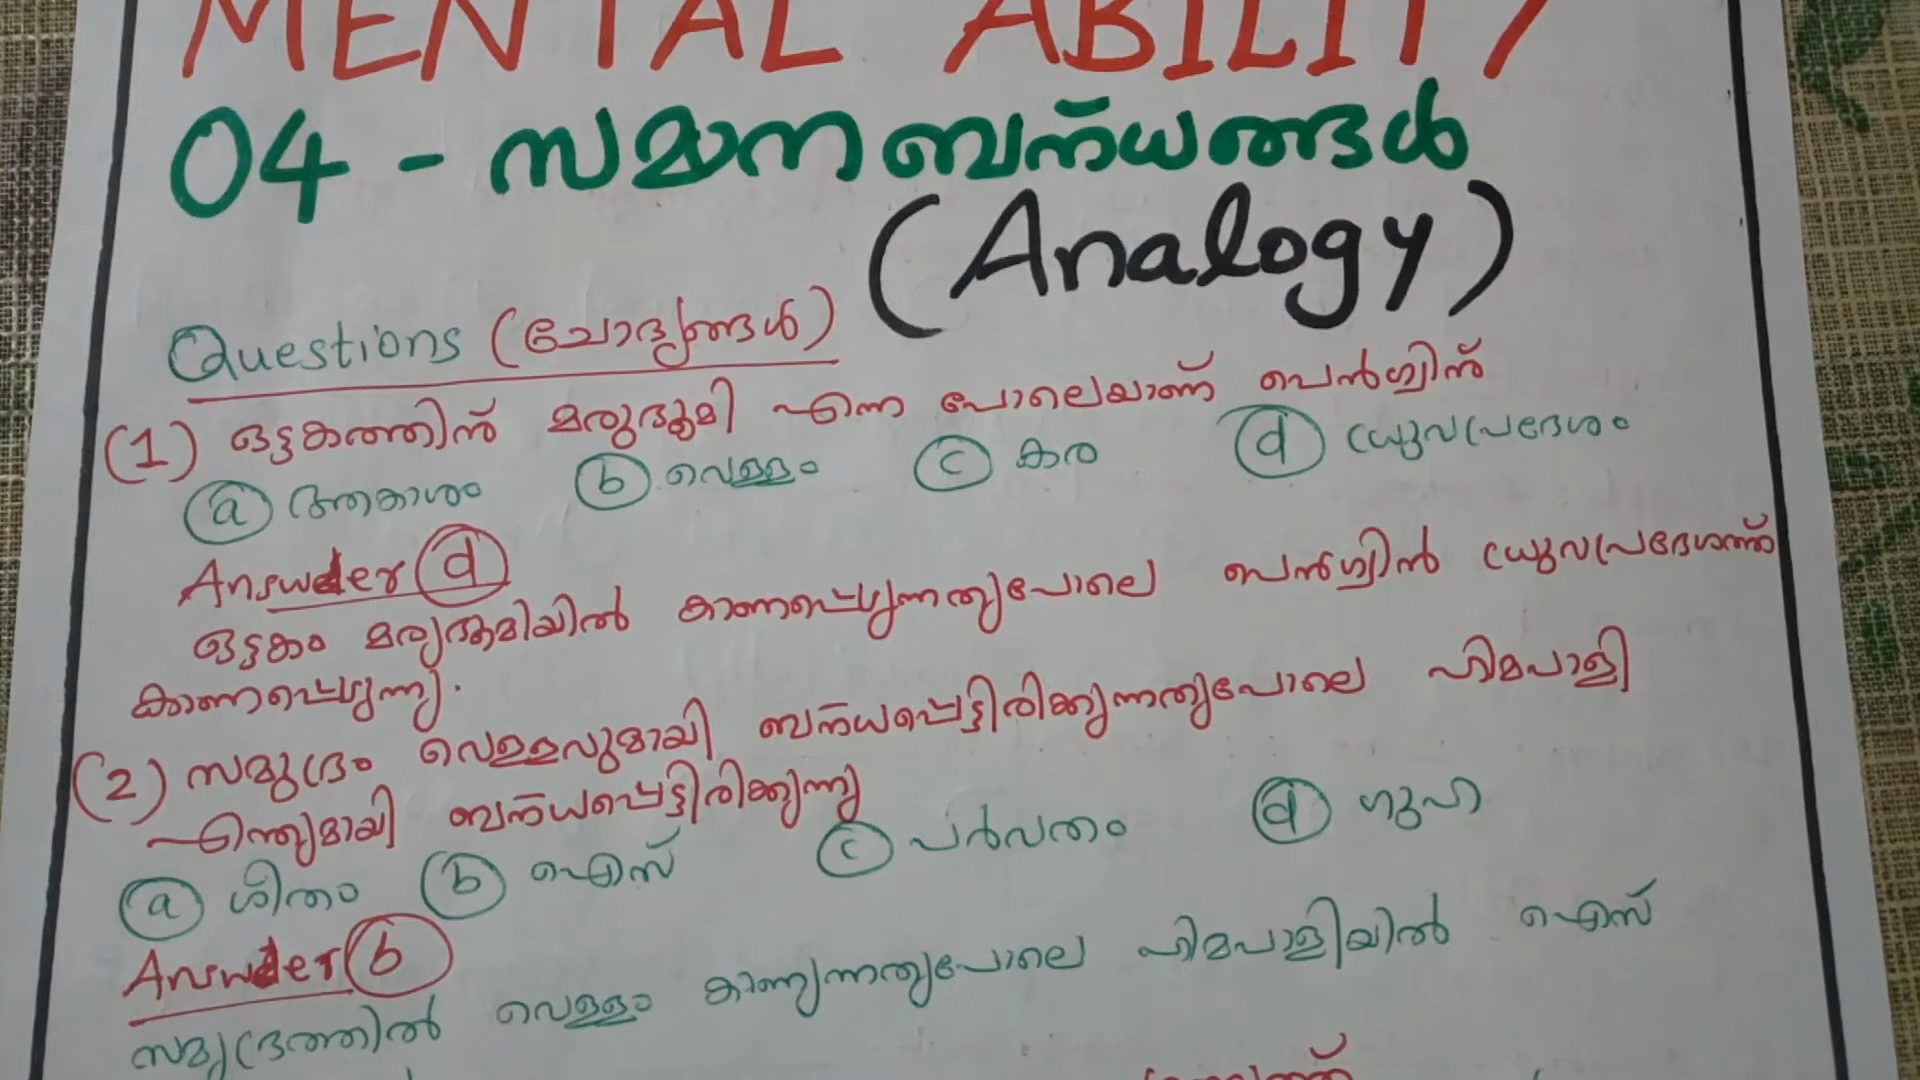 MENTAL ABILITY
04 - സമാനബന്ധങ്ങൾ
(Analogy)
Questions (ചോദ്യങ്ങൾ)
(1) ഒട്ടകത്തിന് മരുഭൂമി എന്ന പോലെയാണ് പെൻഗ്വിന്
(a) ആകാശം (b) വെള്ളം (c) കര (d) ധ്രുവപ്രദേശം
Answer (d)
ഒട്ടകം മരുഭൂമിയിൽ കാണപ്പെടുന്നതുപോലെ പെൻഗ്വിൻ ധ്രുവപ്രദേശത്ത്
കാണപ്പെടുന്നു.
(2) സമുദ്രം വെള്ളവുമായി ബന്ധപ്പെട്ടിരിക്കുന്നതുപോലെ ഹിമപാളി
എന്തുമായി ബന്ധപ്പെട്ടിരിക്കുന്നു
(a) ശീതം (b) ഐസ് (c) പർവതം (d) ഗുഹ
Answer (b)
സമുദ്രത്തിൽ വെള്ളം കാണുന്നതുപോലെ ഹിമപാളിയിൽ ഐസ്